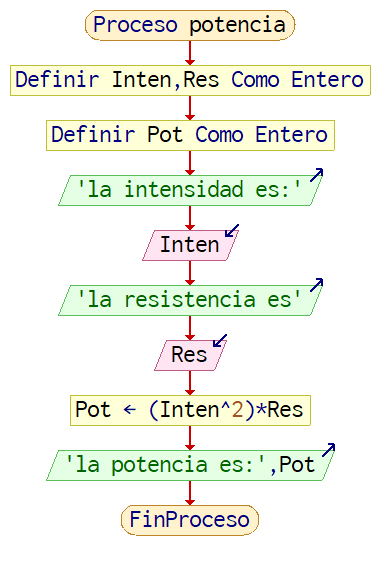 Proceso potencia
Definir Inten,Res Como Entero
Definir Pot Como Entero
'la intensidad es:'
Inten
'la resistencia es'
Res
Pot ← (Inten^2)*Res
'la potencia es:',Pot
FinProceso